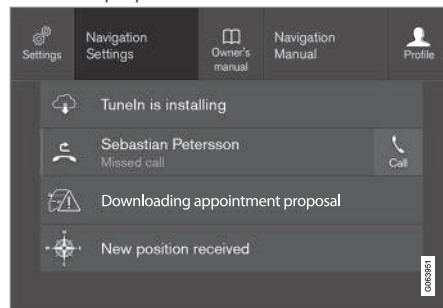 Settings
Navigation
Settings
Owner's
manual
Navigation
Manual
Profile
TuneIn is installing
Sebastian Petersson
Missed call
Call
Downloading appointment proposal
New position received
G063951